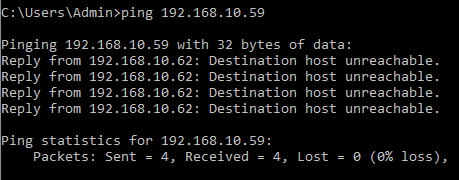 C:\Users\Admin>ping 192.168.10.59
Pinging 192.168.10.59 with 32 bytes of data:
Reply from 192.168.10.62: Destination host unreachable.
Reply from 192.168.10.62: Destination host unreachable.
Reply from 192.168.10.62: Destination host unreachable.
Reply from 192.168.10.62: Destination host unreachable.
Ping statistics for 192.168.10.59:
    Packets: Sent = 4, Received = 4, Lost = 0 (0% loss),